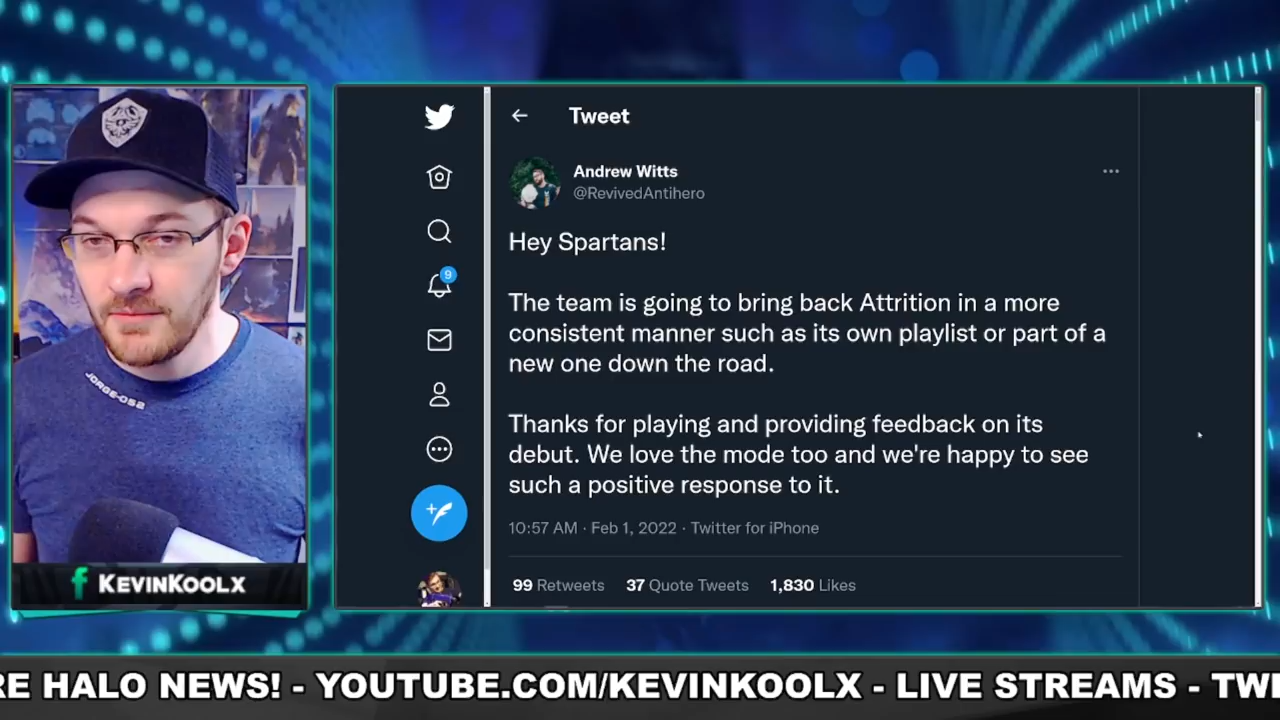 Tweet
Andrew Witts
@RevivedAntihero
Hey Spartans!
The team is going to bring back Attrition in a more
consistent manner such as its own playlist or part of a
new one down the road.
Thanks for playing and providing feedback on its
debut. We love the mode too and we're happy to see
such a positive response to it.
10:57 AM · Feb 1, 2022 · Twitter for iPhone
99 Retweets 37 Quote Tweets 1,830 Likes
9
JORGE-052
f KEVINKOOLX
RE HALO NEWS! - YOUTUBE.COM/KEVINKOOLX - LIVE STREAMS - TWI